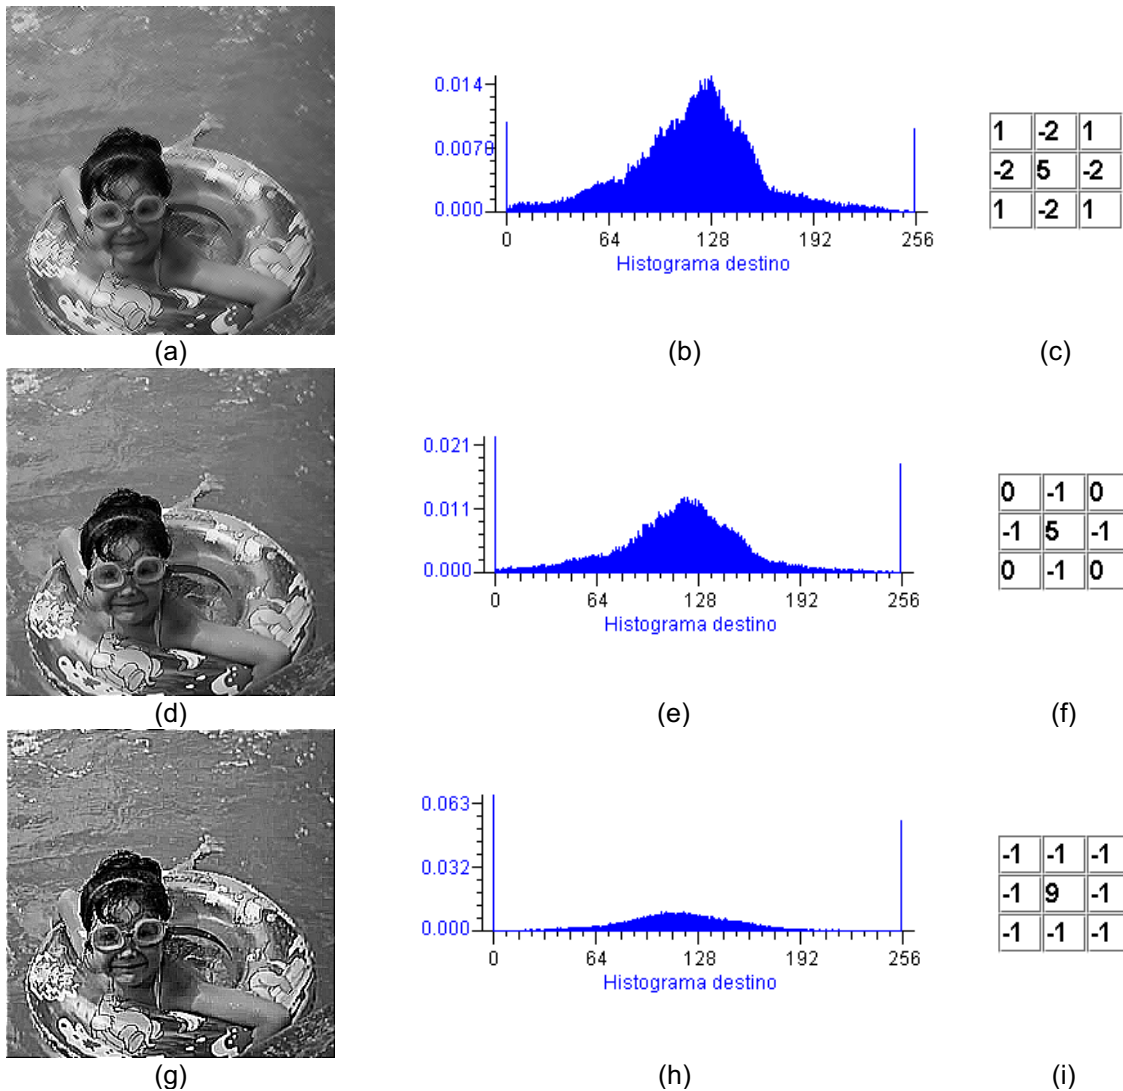 0.014
0.0078
0.000
0 64 128 192 256
Histograma destino
1 -2 1
-2 5 -2
1 -2 1
(a) (b) (c)
0.021
0.011
0.000
0 64 128 192 256
Histograma destino
0 -1 0
-1 5 -1
0 -1 0
(d) (e) (f)
0.063
0.032
0.000
0 64 128 192 256
Histograma destino
-1 -1 -1
-1 9 -1
-1 -1 -1
(g) (h) (i)